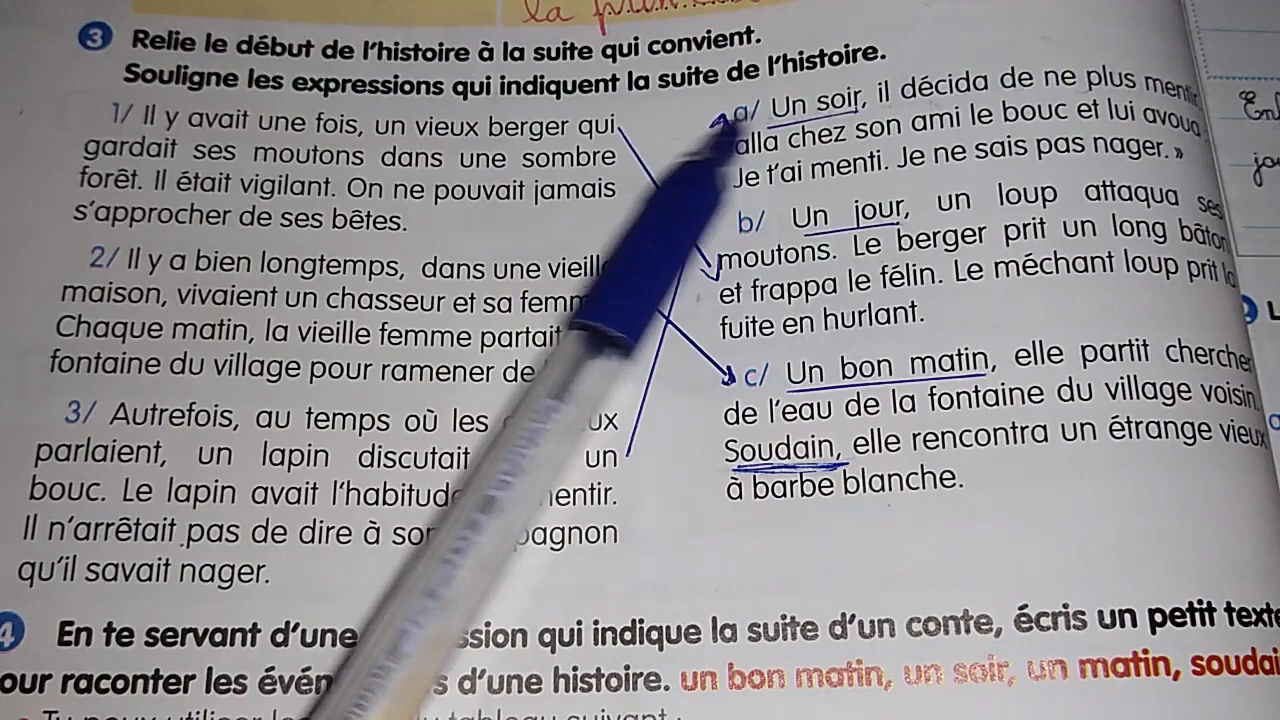 la
3 Relie le début de l'histoire à la suite qui convient.
Souligne les expressions qui indiquent la suite de l'histoire.
1/ Il y avait une fois, un vieux berger qui
gardait ses moutons dans une sombre
forêt. Il était vigilant. On ne pouvait jamais
s'approcher de ses bêtes.
2/ Il y a bien longtemps, dans une vieill
maison, vivaient un chasseur et sa femm
Chaque matin, la vieille femme partait
fontaine du village pour ramener de
3/ Autrefois, au temps où les ux
parlaient, un lapin discutait un
bouc. Le lapin avait l'habitud entir.
Il n'arrêtait pas de dire à so pagnon
qu'il savait nager.
a/ Un soir, il décida de ne plus menti
alla chez son ami le bouc et lui avoua
Je t'ai menti. Je ne sais pas nager. »
b/ Un jour, un loup attaqua ses
moutons. Le berger prit un long bâton
et frappa le félin. Le méchant loup prit la
fuite en hurlant.
c/ Un bon matin, elle partit chercher
de l'eau de la fontaine du village voisin.
Soudain, elle rencontra un étrange vieux
à barbe blanche.
4 En te servant d'une ssion qui indique la suite d'un conte, écris un petit texte
our raconter les évén s d'une histoire. un bon matin, un soir, un matin, soudai